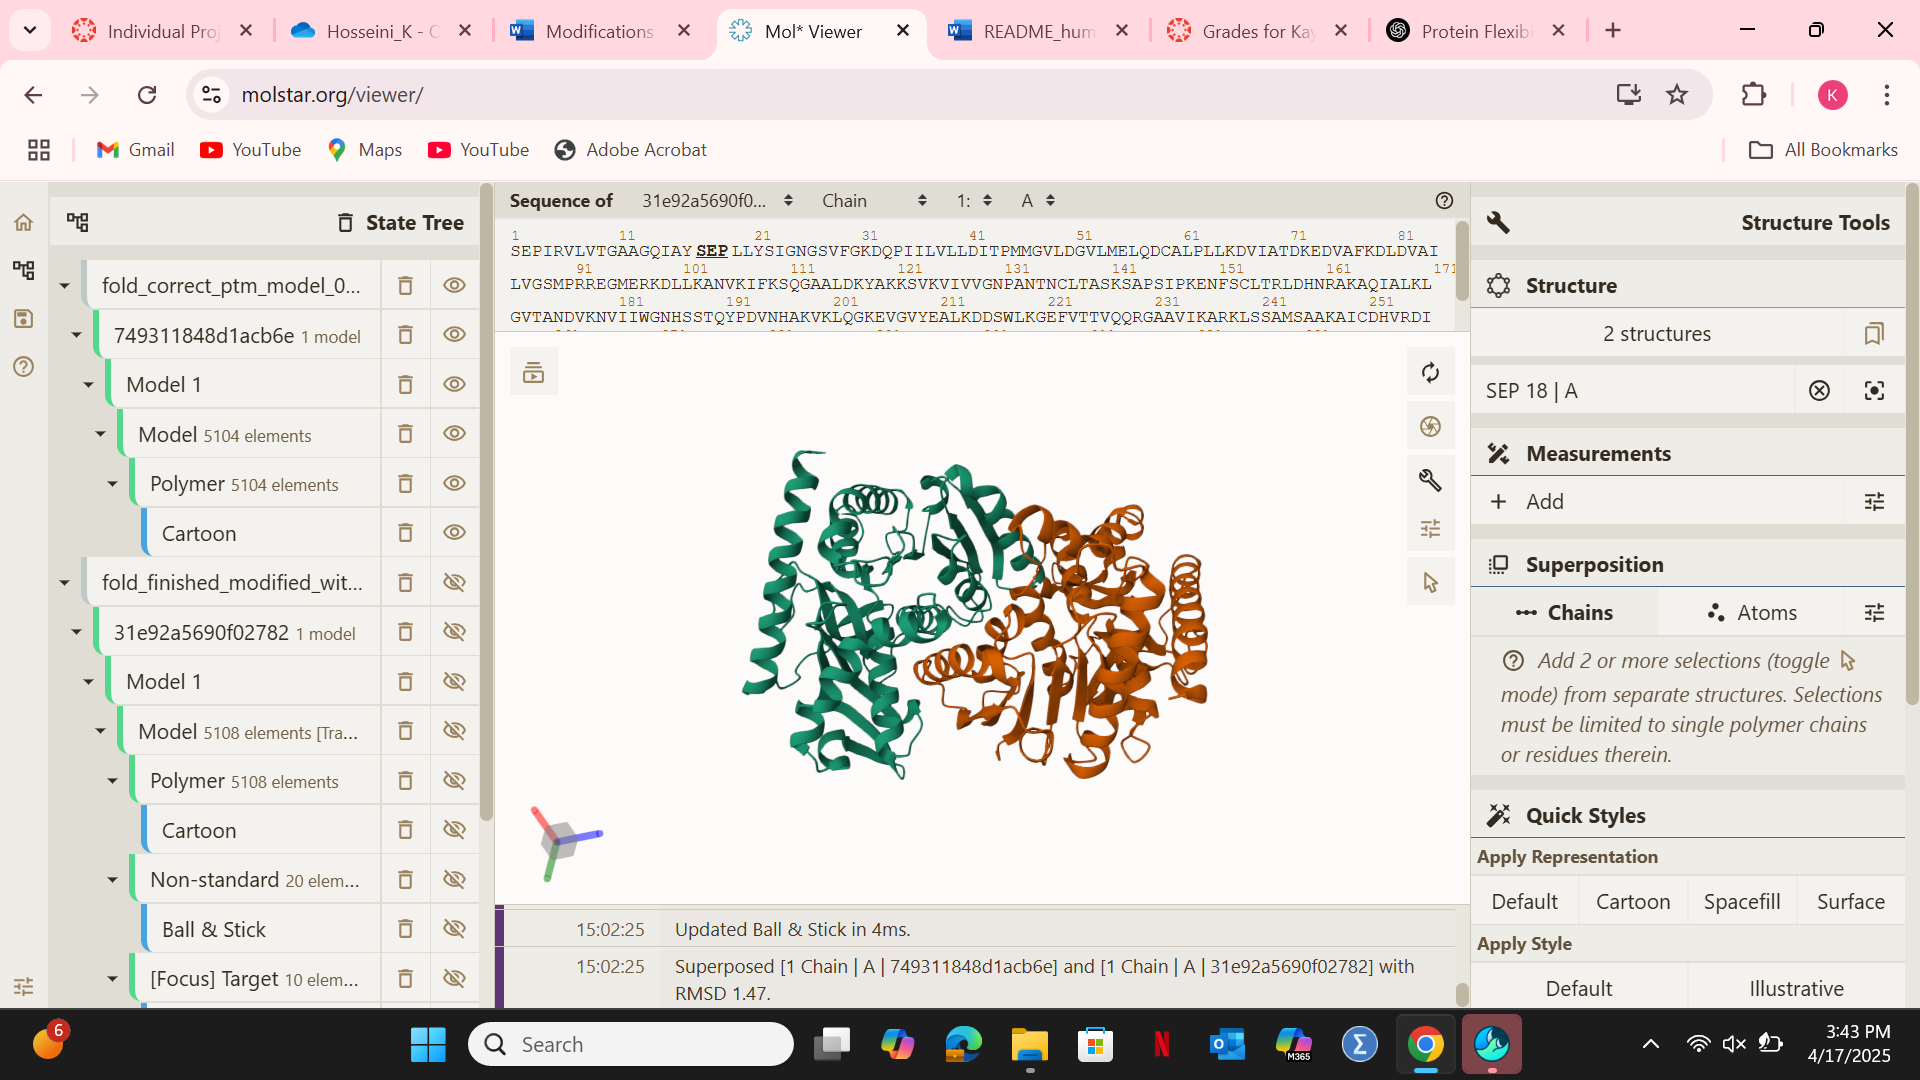 Individual Proj
Hosseini_K - C
Modifications
Mol* Viewer
README_hum
Grades for Kay
Protein Flexibi
molstar.org/viewer/
K
Gmail
YouTube
Maps
YouTube
Adobe Acrobat
All Bookmarks
State Tree
fold_correct_ptm_model_0...
749311848d1acb6e 1 model
Model 1
Model 5104 elements
Polymer 5104 elements
Cartoon
fold_finished_modified_wit...
31e92a5690f02782 1 model
Model 1
Model 5108 elements [Tra...
Polymer 5108 elements
Cartoon
Non-standard 20 elem...
Ball & Stick
[Focus] Target 10 elem...
Sequence of 31e92a5690f0... Chain 1: A
1 11 21 31 41 51 61 71 81
SEPIRVLVTGAAGQIAY SEP LLYSIGNGSVFGKDQPIILVLLDITPMMGVLDGVLMELQDCALPLLKDVIATDKEDVAFKDLDVAI
91 101 111 121 131 141 151 161 171
LVGSMPRREGMERKDLLKANVKIFKSQGAALDKYAKKSVKVIVVGNPANTNCLTASKSAPSIPKENFSCLTRLDHNRAKAQIALKL
181 191 201 211 221 231 241 251
GVTANDVKNVIIWGNHSSTQYPDVNHAKVKLQGKEVGVYEALKDDSWLKGEFVTTVQQRGAAVIKARKLSSAMSAAKAICDHVRDI
15:02:25 Updated Ball & Stick in 4ms.
15:02:25 Superposed [1 Chain | A | 749311848d1acb6e] and [1 Chain | A | 31e92a5690f02782] with
RMSD 1.47.
Structure Tools
Structure
2 structures
SEP 18 | A
Measurements
Add
Superposition
Chains Atoms
Add 2 or more selections (toggle
mode) from separate structures. Selections
must be limited to single polymer chains
or residues therein.
Quick Styles
Apply Representation
Default Cartoon Spacefill Surface
Apply Style
Default Illustrative
6
Search
M365
3:43 PM
4/17/2025